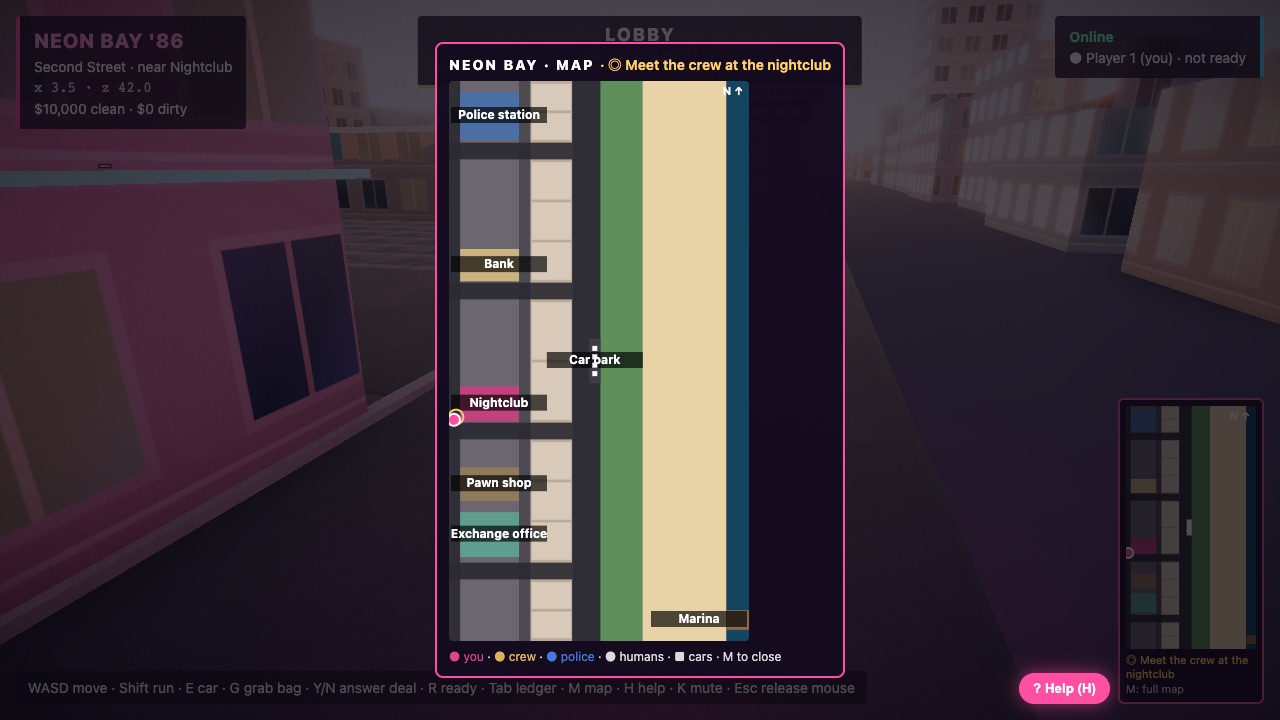 NEON BAY '86
Second Street · near Nightclub
x 3.5 · z 42.0
$10,000 clean · $0 dirty
LOBBY
Online
Player 1 (you) · not ready
NEON BAY · MAP · ◎ Meet the crew at the nightclub
N ↑
Police station
Bank
Car park
Nightclub
Pawn shop
Exchange office
Marina
you · crew · police · humans · cars · M to close
N ↑
◎ Meet the crew at the
nightclub
M: full map
? Help (H)
WASD move · Shift run · E car · G grab bag · Y/N answer deal · R ready · Tab ledger · M map · H help · K mute · Esc release mouse